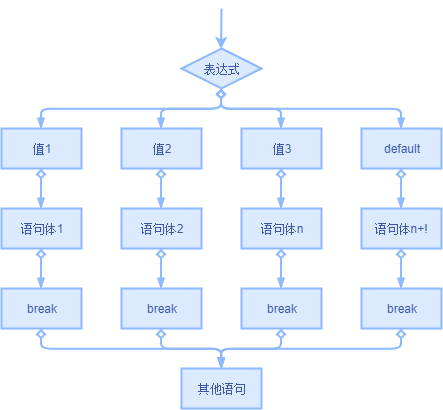 表达式
值1
值2
值3
default
语句体1
语句体2
语句体n
语句体n+!
break
break
break
break
其他语句